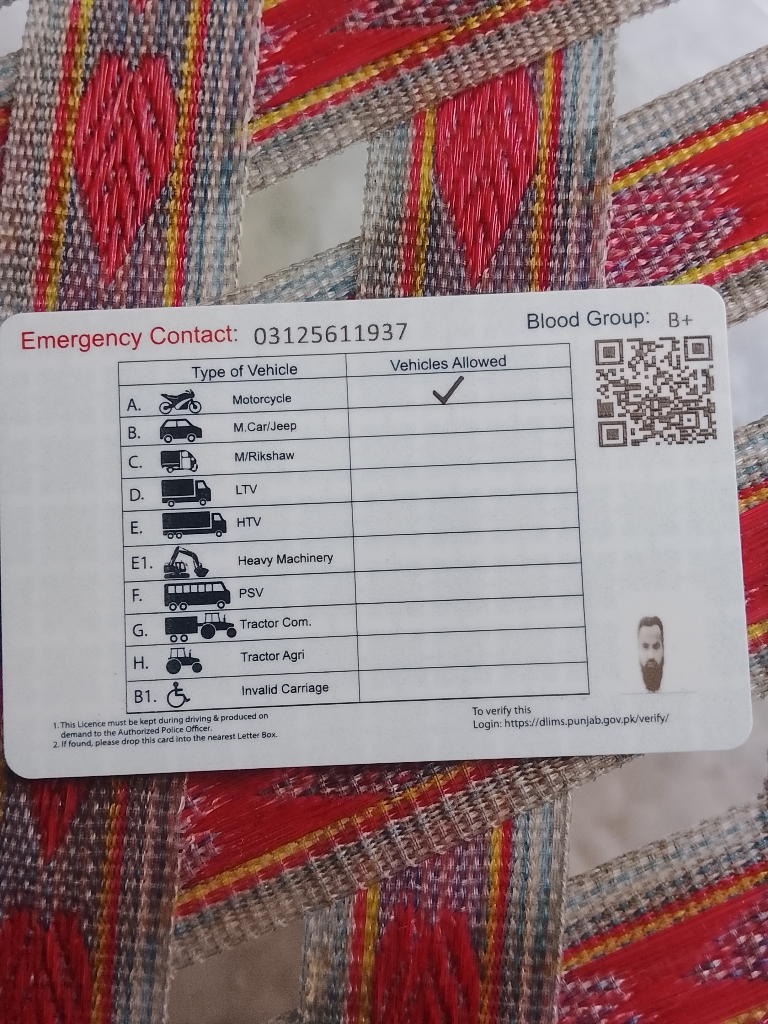 Emergency Contact: 03125611937
Blood Group: B+
Type of Vehicle Vehicles Allowed
A. Motorcycle ✓
B. M.Car/Jeep
C. M/Rikshaw
D. LTV
E. HTV
E1. Heavy Machinery
F. PSV
G. Tractor Com.
H. Tractor Agri
B1. Invalid Carriage
1. This Licence must be kept during driving & produced on
demand to the Authorized Police Officer.
2. If found, please drop this card into the nearest Letter Box.
To verify this
Login: https://dlims.punjab.gov.pk/verify/